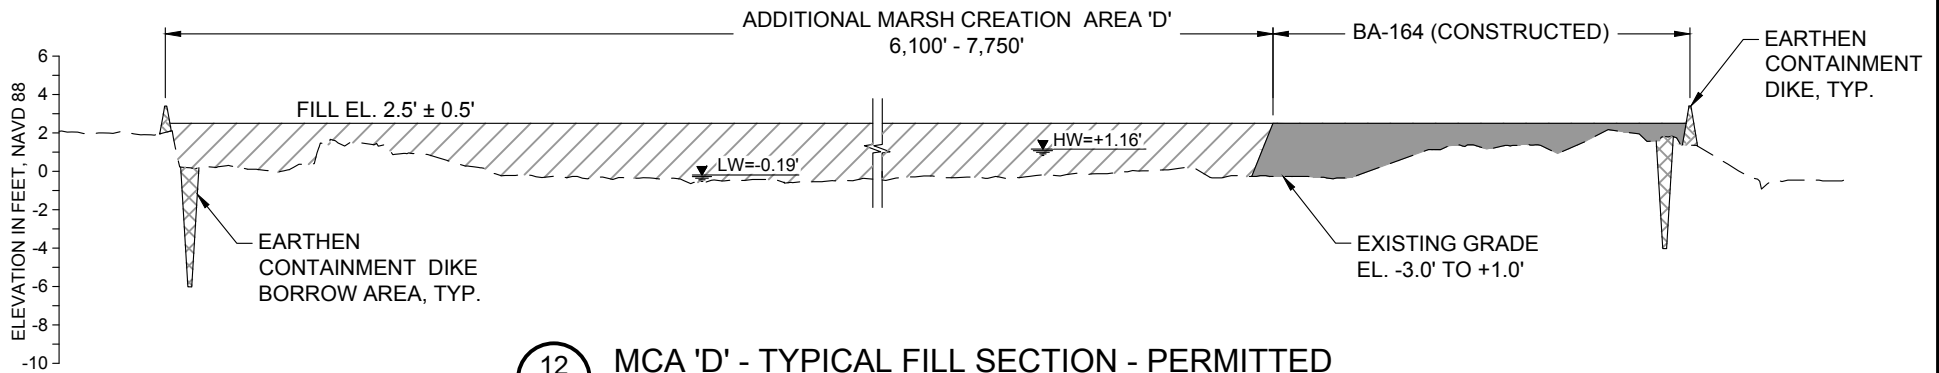 ADDITIONAL MARSH CREATION AREA 'D'
6,100' - 7,750'
BA-164 (CONSTRUCTED)
EARTHEN
CONTAINMENT
DIKE, TYP.
ELEVATION IN FEET, NAVD 88
6
4
2
0
-2
-4
-6
-8
-10
FILL EL. 2.5' ± 0.5'
HW=+1.16'
LW=-0.19'
EARTHEN
CONTAINMENT DIKE
BORROW AREA, TYP.
EXISTING GRADE
EL. -3.0' TO +1.0'
12
MCA 'D' - TYPICAL FILL SECTION - PERMITTED